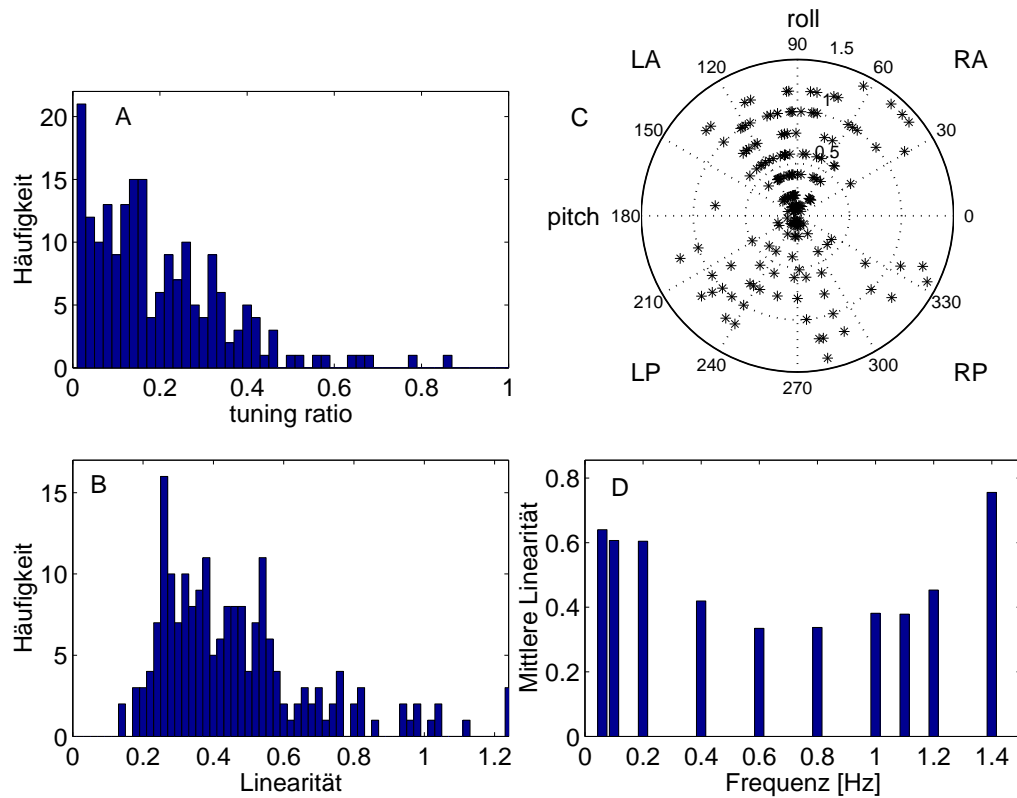 A
Häufigkeit
20
15
10
5
0
0 0.2 0.4 0.6 0.8 1
tuning ratio
roll
LA
RA
C
90
1.5
120
60
1
150
30
0.5
pitch
180
0
210
330
240
300
270
LP
RP
B
Häufigkeit
15
10
5
0
0 0.2 0.4 0.6 0.8 1 1.2
Linearität
D
Mittlere Linearität
0.8
0.6
0.4
0.2
0
0 0.2 0.4 0.6 0.8 1 1.2 1.4
Frequenz [Hz]